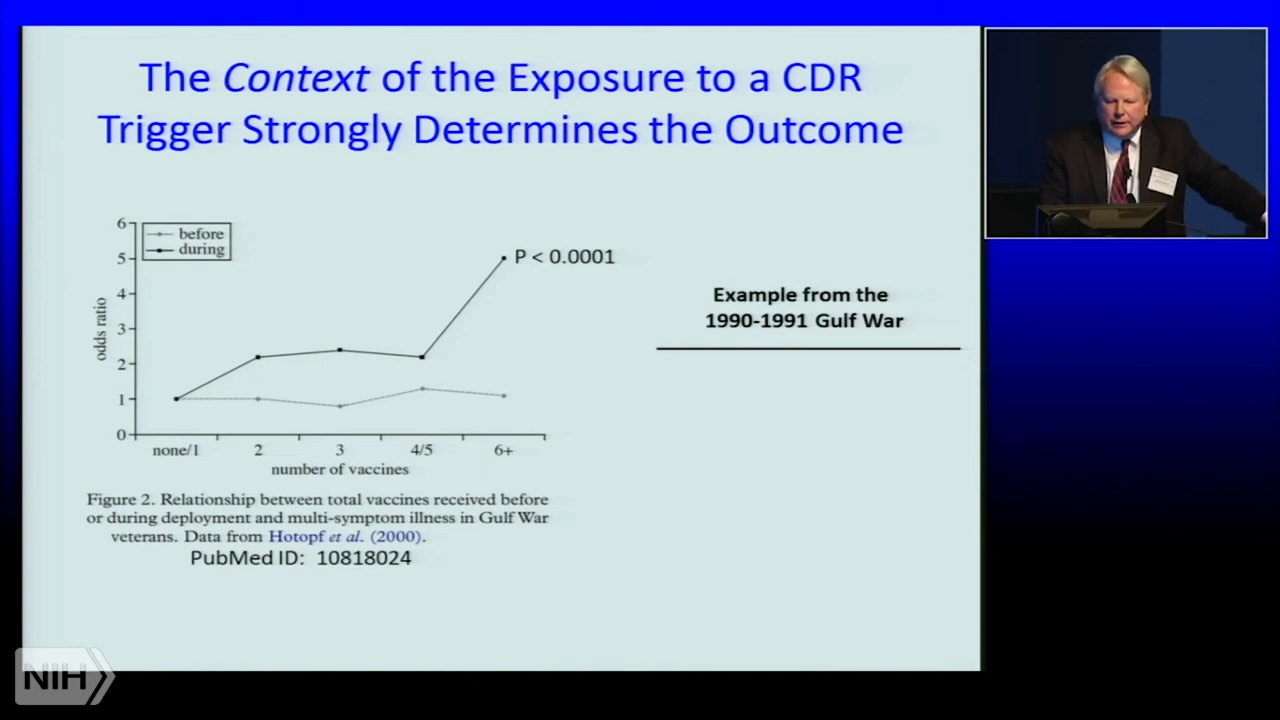 The Context of the Exposure to a CDR
Trigger Strongly Determines the Outcome
6
5
4
3
2
1
0
odds ratio
before
during
P < 0.0001
none/1 2 3 4/5 6+
number of vaccines
Figure 2. Relationship between total vaccines received before
or during deployment and multi-symptom illness in Gulf War
veterans. Data from Hotopf et al. (2000).
PubMed ID: 10818024
Example from the
1990-1991 Gulf War
NIH